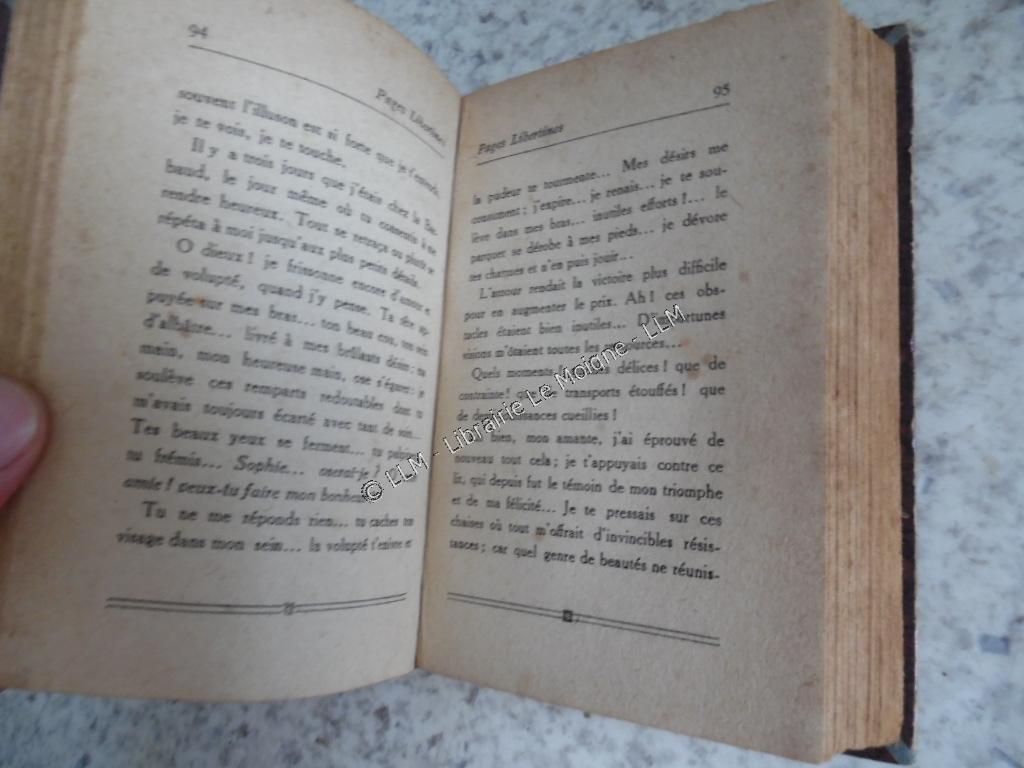 94
Pages Libertines
souvent l'illusion est si forte que je t'entends,
je te vois, je te touche.
Il y a trois jours que j'étais chez la
baud, le jour même où tu consentis à me
rendre heureux. Tout se retraça ou plutôt se
répéta à moi jusqu'aux plus petits détails.
O dieux ! je frissonne encore d'amour et
de volupté, quand j'y pense. Ta tête ap-
puyée sur mes bras... ton beau cou, ton sein
d'albâtre... livré à mes brûlants désirs ; ma
main, mon heureuse main, ose s'égarer : je
soulève ces remparts redoutables dont tu
m'avais toujours écarté avec tant de soin...
Tes beaux yeux se ferment... tu palpites,
tu frémis... Sophie... oserai-je ?
amie ! veux-tu faire mon bonheur
Tu ne me réponds rien... tu caches ton
visage dans mon sein... la volupté t'enivre et
95
Pages Libertines
la pudeur te tourmente... Mes désirs me
consument ; j'expire... je renais... je te sou-
lève dans mes bras... inutiles efforts !... le
parquet se dérobe à mes pieds... je dévore
tes charmes et n'en puis jouir...
L'amour rendait la victoire plus difficile
pour en augmenter le prix. Ah ! ces obs-
tacles étaient bien inutiles... D'importunes
visions m'étaient toutes les ressources...
Quels moments délices ! que de
contrainte ! que transports étouffés ! que
de demi-jouissances cueillies !
bien, mon amante, j'ai éprouvé de
nouveau tout cela ; je t'appuyais contre ce
lit, qui depuis fut le témoin de mon triomphe
et de ma félicité... Je te pressais sur ces
chaises où tout m'offrait d'invincibles résis-
tances ; car quel genre de beautés ne réunis-
© LLM - Librairie Le Moigne - LLM